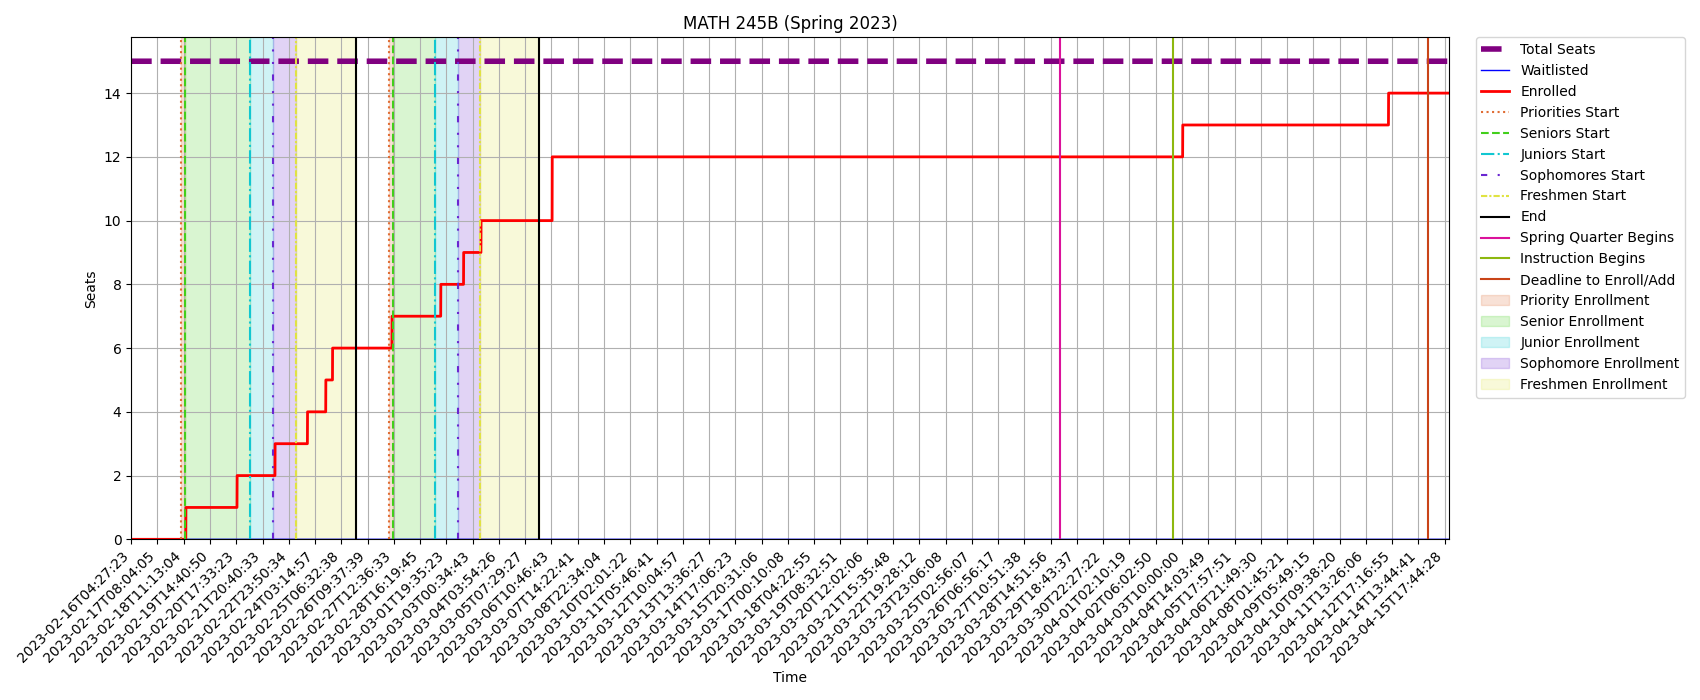 MATH 245B (Spring 2023)
Seats
14
12
10
8
6
4
2
0
2023-02-16T04:27:23
2023-02-17T08:04:05
2023-02-18T11:13:04
2023-02-19T14:40:50
2023-02-20T17:33:23
2023-02-21T20:40:33
2023-02-22T23:50:34
2023-02-24T03:14:57
2023-02-25T06:32:38
2023-02-26T09:37:39
2023-02-27T12:36:33
2023-02-28T16:19:45
2023-03-01T19:35:23
2023-03-03T00:34:43
2023-03-04T03:54:26
2023-03-05T07:29:27
2023-03-06T10:46:43
2023-03-07T14:22:41
2023-03-08T22:34:04
2023-03-10T02:01:22
2023-03-11T05:46:41
2023-03-12T10:04:57
2023-03-13T13:36:27
2023-03-14T17:06:23
2023-03-15T20:31:06
2023-03-17T00:10:08
2023-03-18T04:22:55
2023-03-19T08:32:51
2023-03-20T12:02:06
2023-03-21T15:35:48
2023-03-22T19:28:12
2023-03-23T23:06:08
2023-03-25T02:56:07
2023-03-26T06:56:17
2023-03-27T10:51:38
2023-03-28T14:51:56
2023-03-29T18:43:37
2023-03-30T22:27:22
2023-04-01T02:10:19
2023-04-02T06:02:50
2023-04-03T10:00:00
2023-04-04T14:03:49
2023-04-05T17:57:51
2023-04-06T21:49:30
2023-04-08T01:45:21
2023-04-09T05:49:15
2023-04-10T09:38:20
2023-04-11T13:26:06
2023-04-12T17:16:55
2023-04-14T13:44:41
2023-04-15T17:44:28
Time
Total Seats
Waitlisted
Enrolled
Priorities Start
Seniors Start
Juniors Start
Sophomores Start
Freshmen Start
End
Spring Quarter Begins
Instruction Begins
Deadline to Enroll/Add
Priority Enrollment
Senior Enrollment
Junior Enrollment
Sophomore Enrollment
Freshmen Enrollment